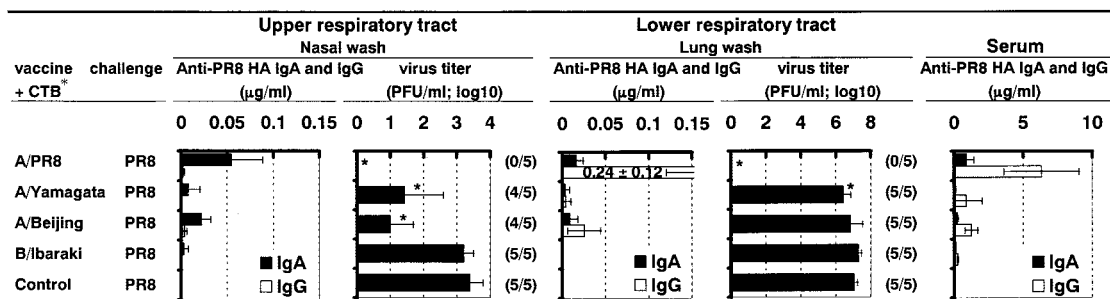 Upper respiratory tract Lower respiratory tract
Nasal wash Lung wash Serum
vaccine challenge Anti-PR8 HA IgA and IgG virus titer Anti-PR8 HA IgA and IgG virus titer Anti-PR8 HA IgA and IgG
+ CTB* (µg/ml) (PFU/ml; log10) (µg/ml) (PFU/ml; log10) (µg/ml)
0 0.05 0.1 0.15 0 1 2 3 4 0 0.05 0.1 0.15 0 2 4 6 8 0 5 10
A/PR8 PR8 * (0/5) * (0/5)
0.24 ± 0.12
A/Yamagata PR8 * (4/5) * (5/5)
A/Beijing PR8 * (4/5) (5/5)
B/Ibaraki PR8 (5/5) (5/5)
IgA IgA IgA
Control PR8 (5/5) (5/5)
IgG IgG IgG